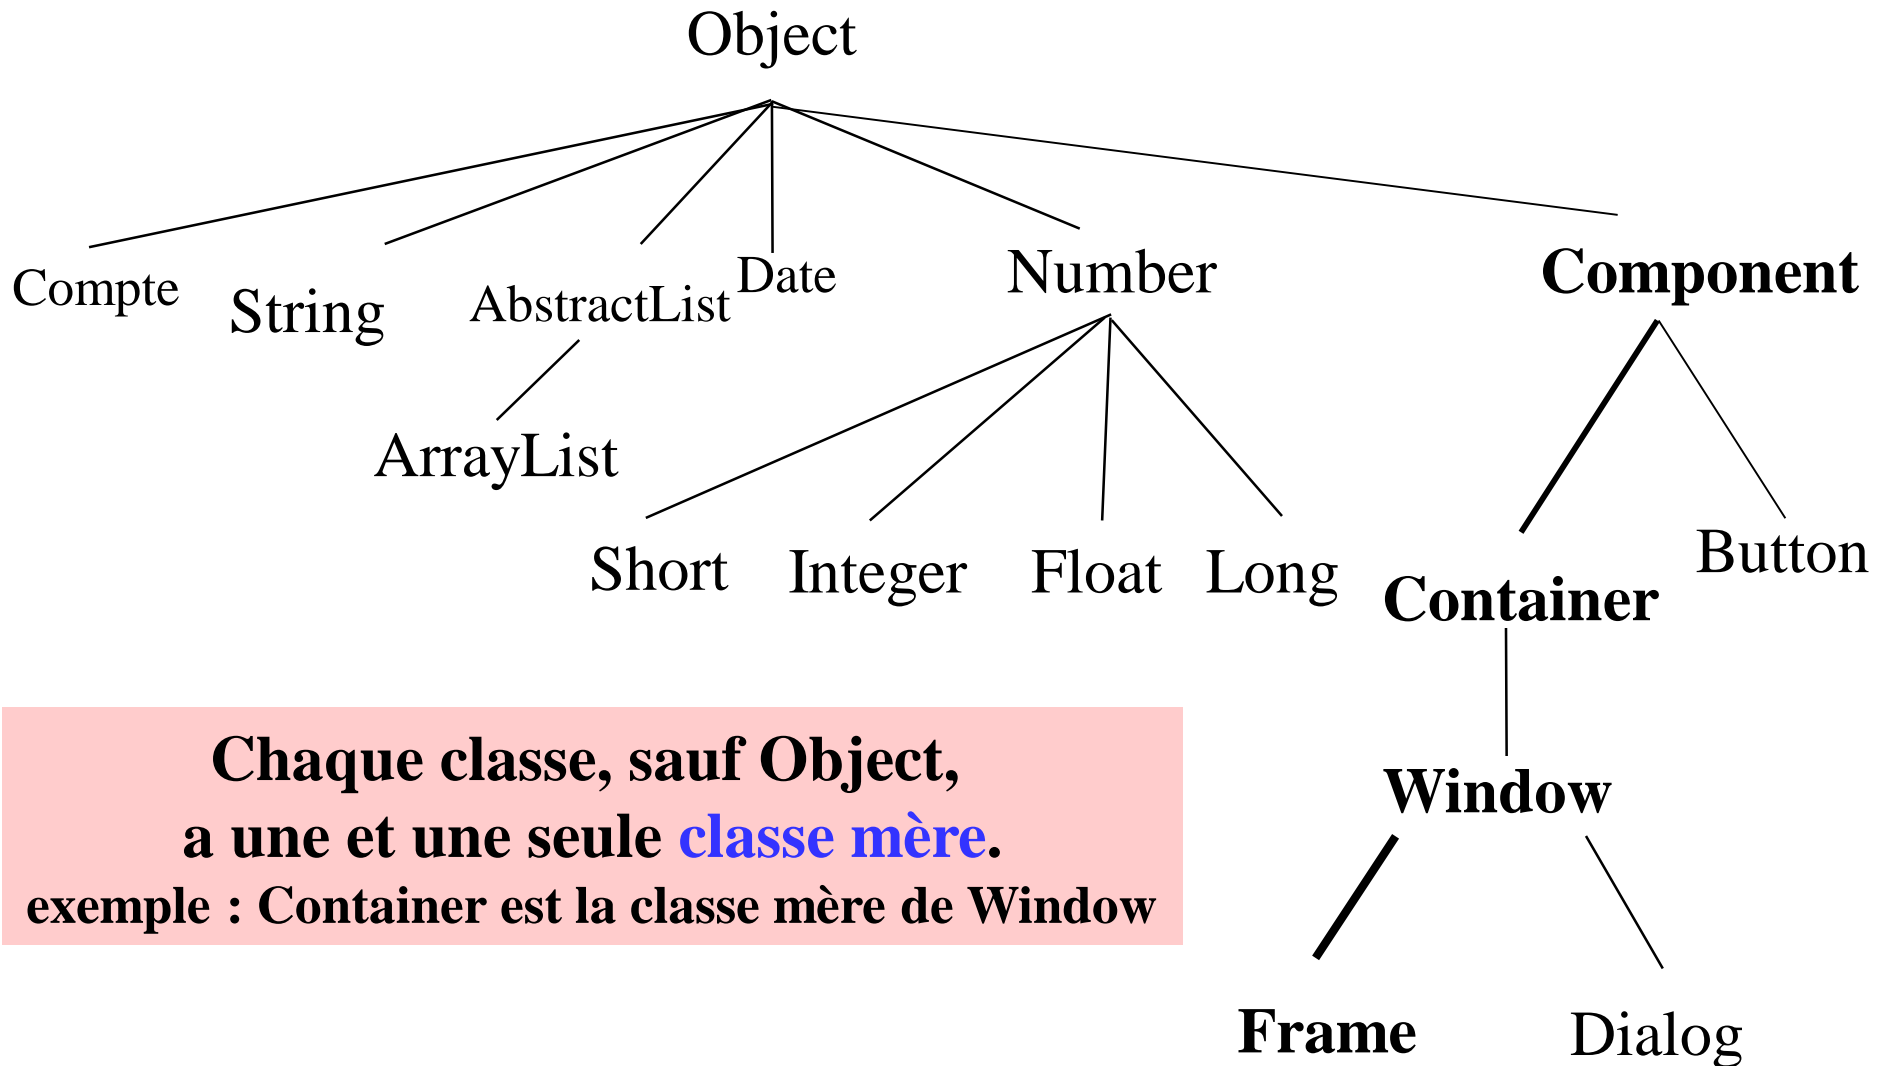 Object
Compte String AbstractList Date Number Component
ArrayList
Short Integer Float Long Button
Container
Chaque classe, sauf Object,
a une et une seule classe mère.
exemple : Container est la classe mère de Window
Window
Frame Dialog